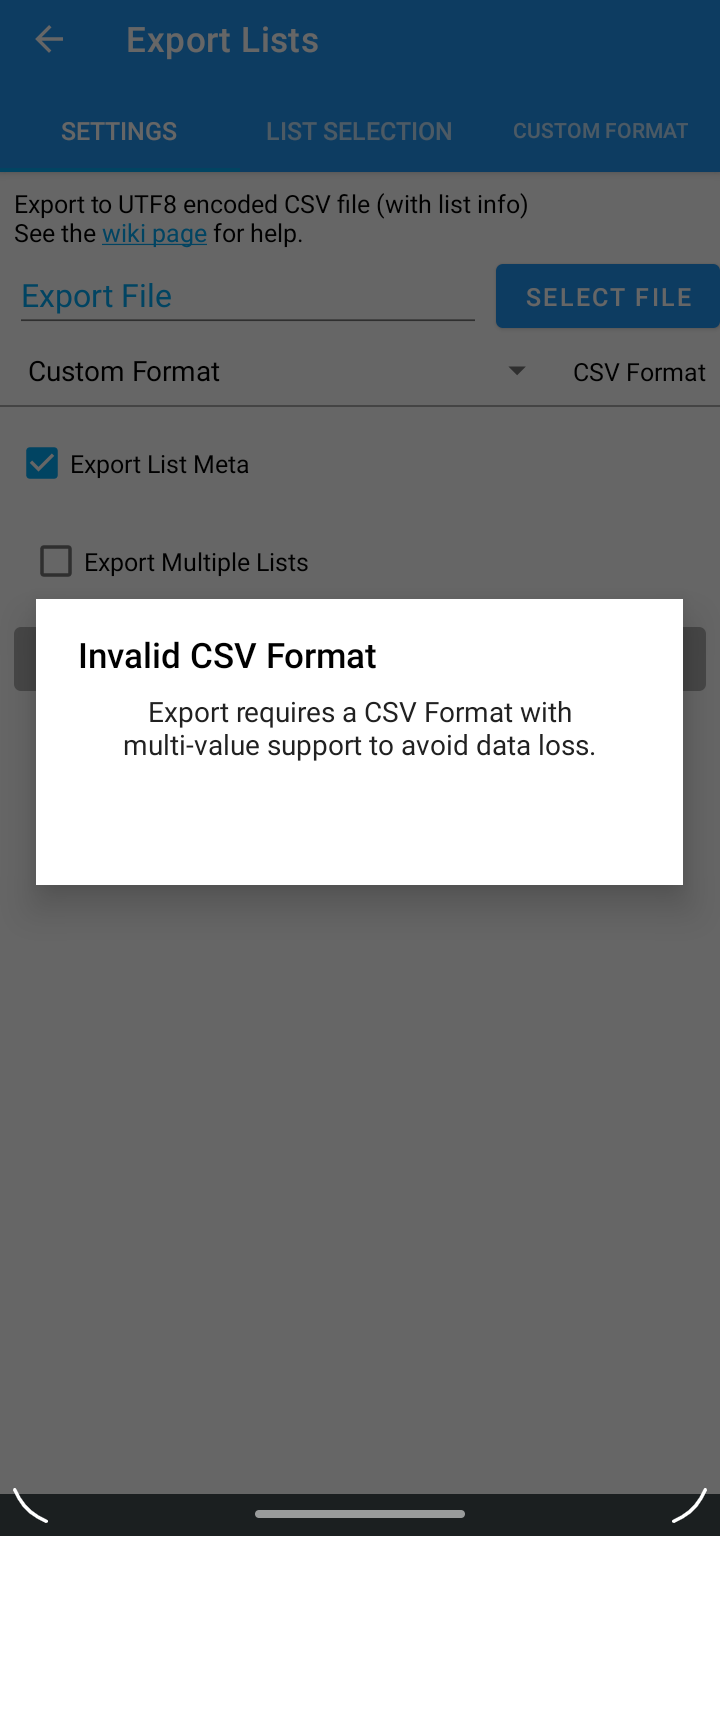 Export Lists
SETTINGS
LIST SELECTION
CUSTOM FORMAT
Export to UTF8 encoded CSV file (with list info)
See the wiki page for help.
Export File
SELECT FILE
Custom Format
CSV Format
Export List Meta
Export Multiple Lists
Invalid CSV Format
Export requires a CSV Format with
multi-value support to avoid data loss.